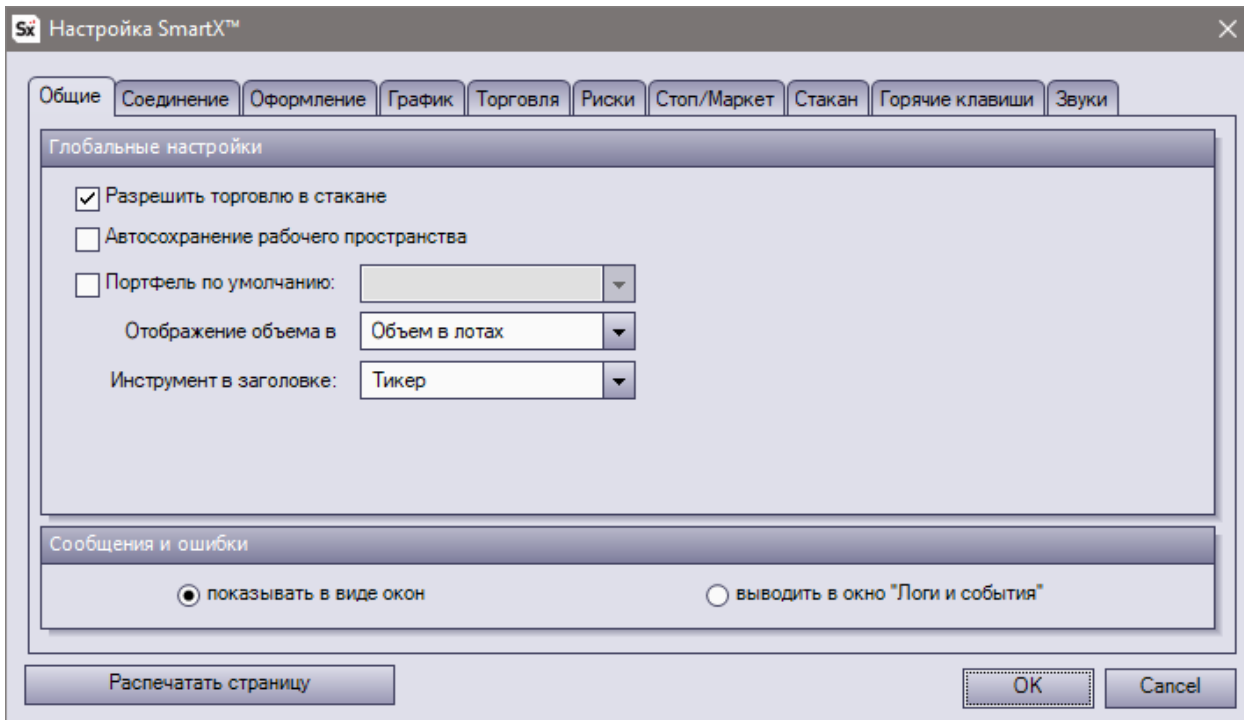 Sx Настройка SmartX™
Общие Соединение Оформление График Торговля Риски Стоп/Маркет Стакан Горячие клавиши Звуки
Глобальные настройки
Разрешить торговлю в стакане
Автосохранение рабочего пространства
Портфель по умолчанию:
Отображение объема в Объем в лотах
Инструмент в заголовке: Тикер
Сообщения и ошибки
показывать в виде окон выводить в окно "Логи и события"
Распечатать страницу OK Cancel